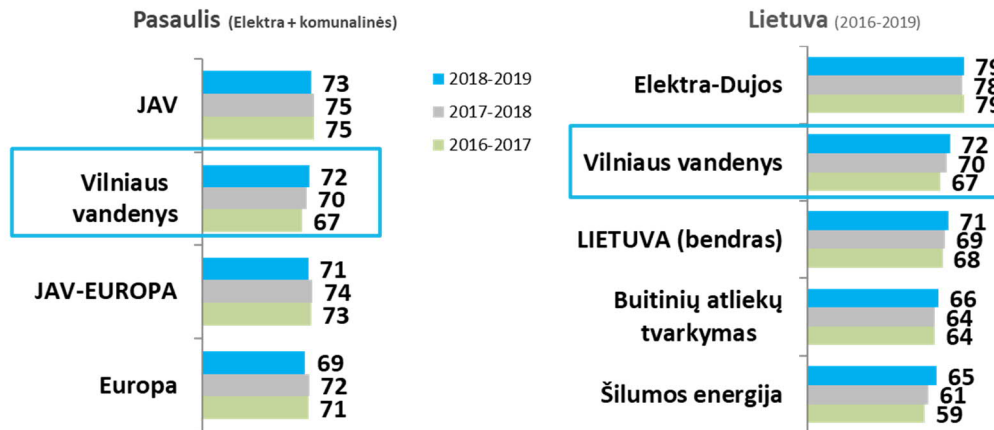 Pasaulis (Elektra + komunalinės)
JAV
73
75
75
Vilniaus
vandenys
72
70
67
JAV-EUROPA
71
74
73
Europa
69
72
71
2018-2019
2017-2018
2016-2017
Lietuva (2016-2019)
Elektra-Dujos
79
78
79
Vilniaus vandenys
72
70
67
LIETUVA (bendras)
71
69
68
Buitinių atliekų
tvarkymas
66
64
64
Šilumos energija
65
61
59